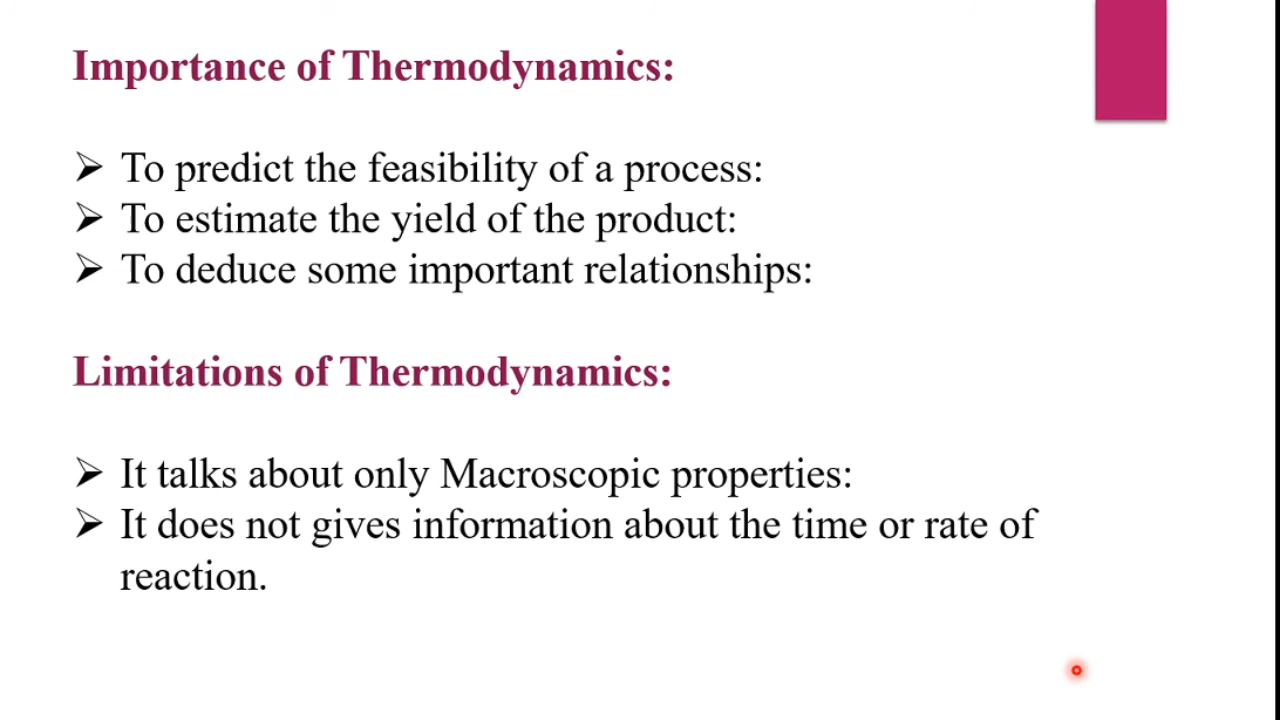 Importance of Thermodynamics:
➢ To predict the feasibility of a process:
➢ To estimate the yield of the product:
➢ To deduce some important relationships:
Limitations of Thermodynamics:
➢ It talks about only Macroscopic properties:
➢ It does not gives information about the time or rate of
reaction.